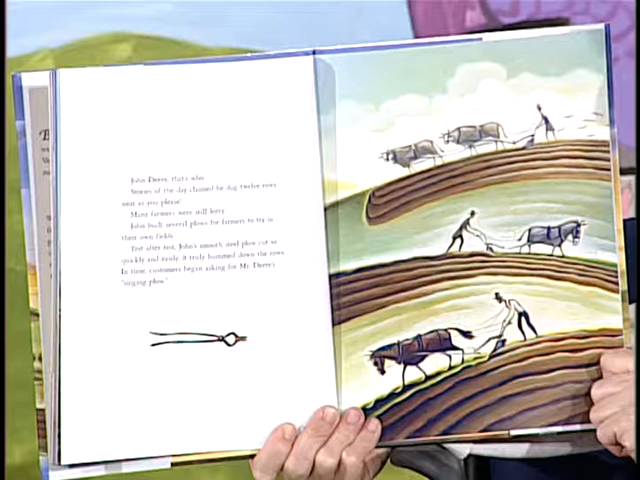 John Deere, that's who.
Stories of the day claimed he dug twelve rows
neat as you please!
Many farmers were still leery.
John built several plows for farmers to try in
their own fields.
Test after test, John's smooth steel plow cut so
quickly and easily, it truly hummed down the rows.
In time, customers began asking for Mr. Deere's
"singing plow."